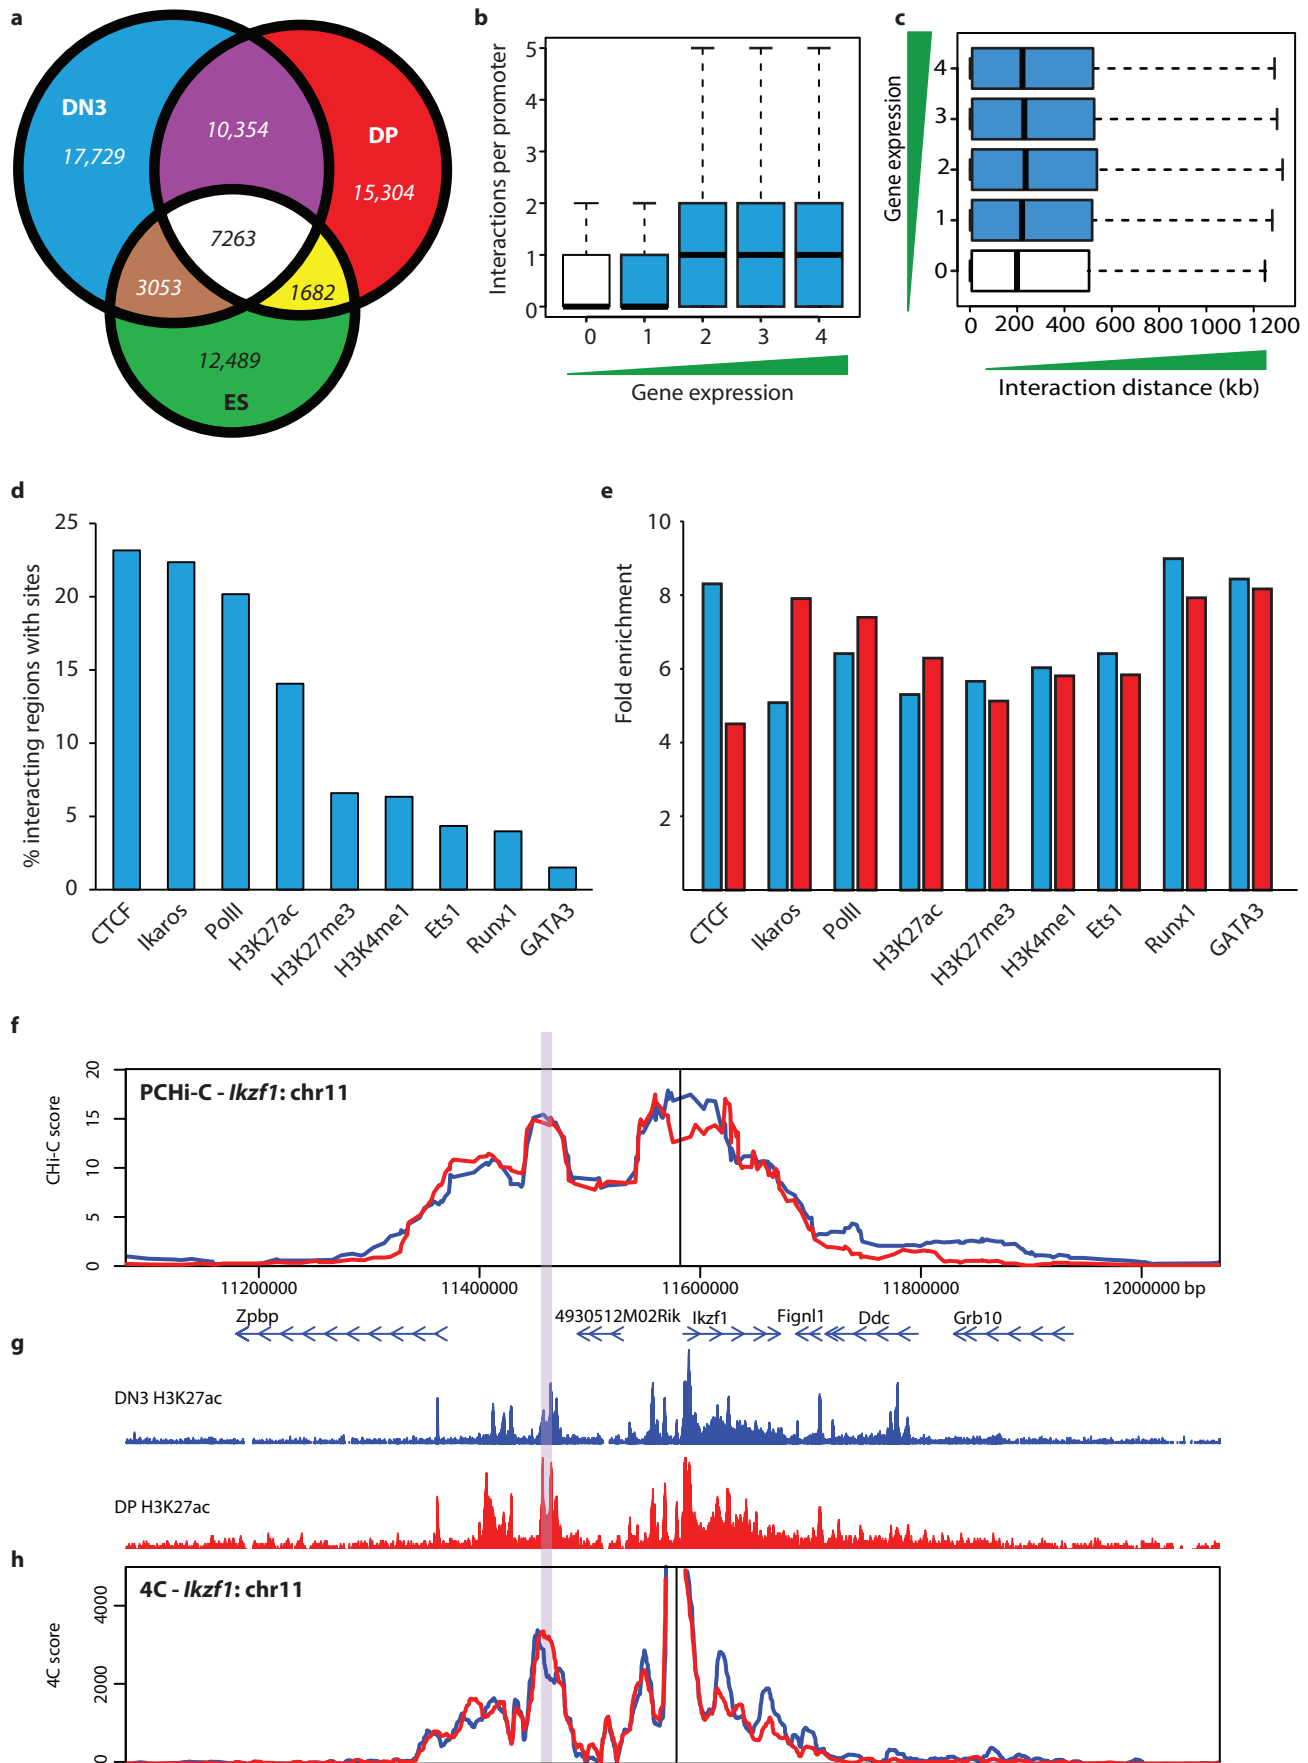 a
DN3
17,729
10,354
DP
15,304
7263
3053
1682
12,489
ES
b
Interactions per promoter
5
4
3
2
1
0
0 1 2 3 4
Gene expression
c
Gene expression
4
3
2
1
0
0 200 400 600 800 1000 1200
Interaction distance (kb)
d
% interacting regions with sites
25
20
15
10
5
0
CTCF
Ikaros
PolII
H3K27ac
H3K27me3
H3K4me1
Ets1
Runx1
GATA3
e
Fold enrichment
10
8
6
4
2
CTCF
Ikaros
PolII
H3K27ac
H3K27me3
H3K4me1
Ets1
Runx1
GATA3
f
PCHi-C - Ikzf1: chr11
CHi-C score
20
15
10
5
0
11200000 11400000 11600000 11800000 12000000 bp
Zpbp 4930512M02Rik Ikzf1 Fignl1 Ddc Grb10
g
DN3 H3K27ac
DP H3K27ac
h
4C - Ikzf1: chr11
4C score
4000
2000
0